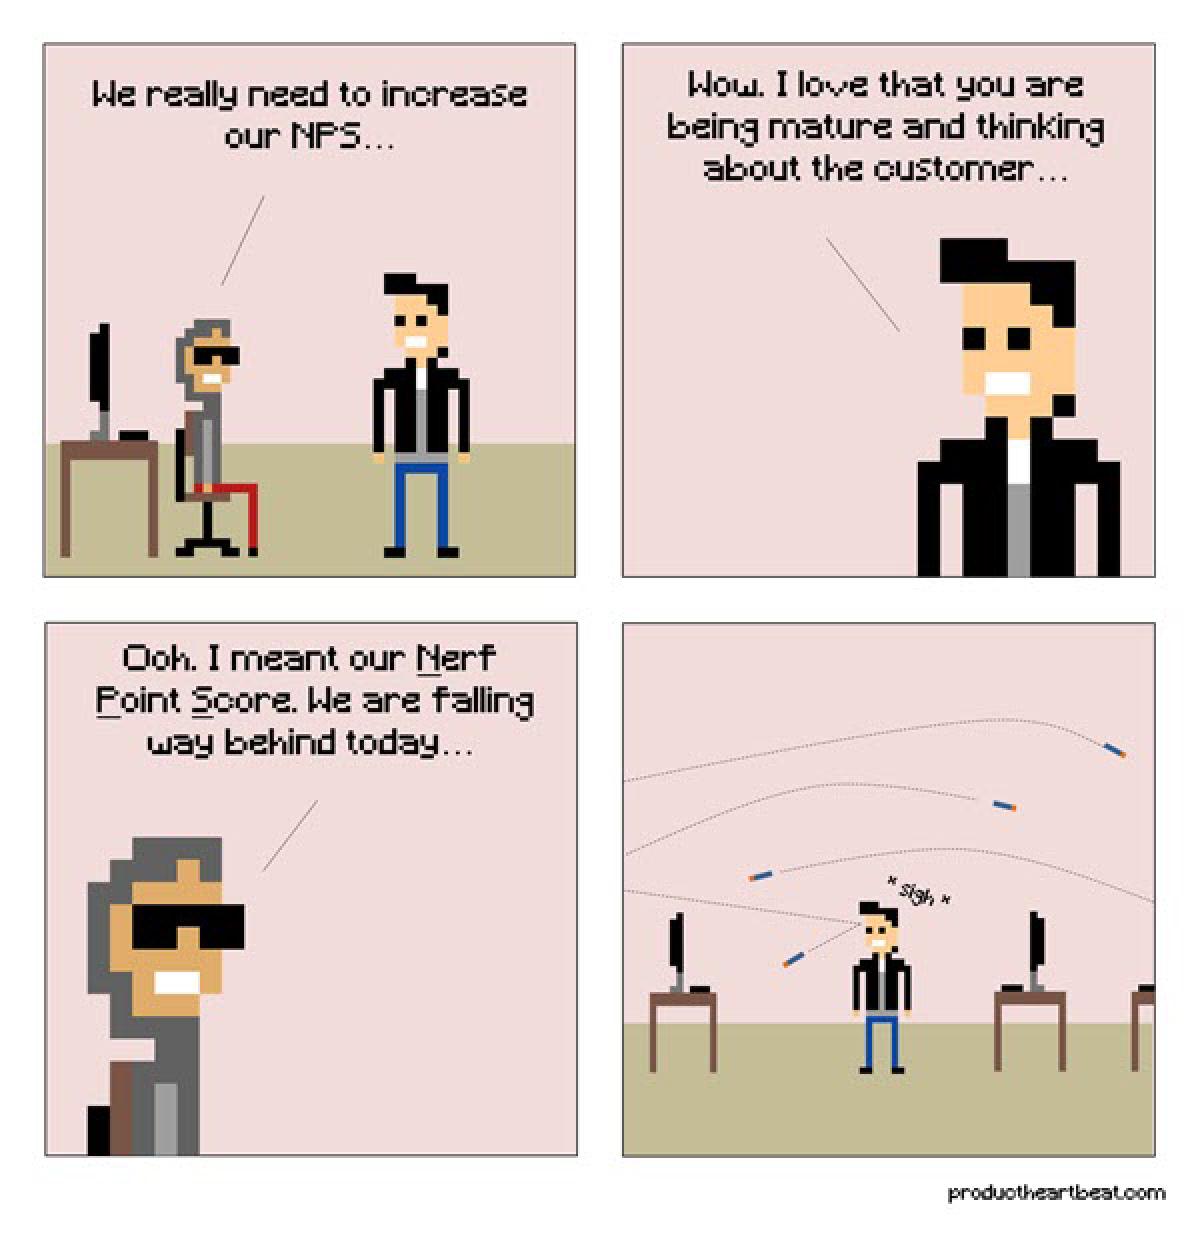 We really need to increase
our NPS...
Wow. I love that you are
being mature and thinking
about the customer...
Ooh. I meant our Nerf
Point Score. We are falling
way behind today...
* sigh *
productheartbeat.com